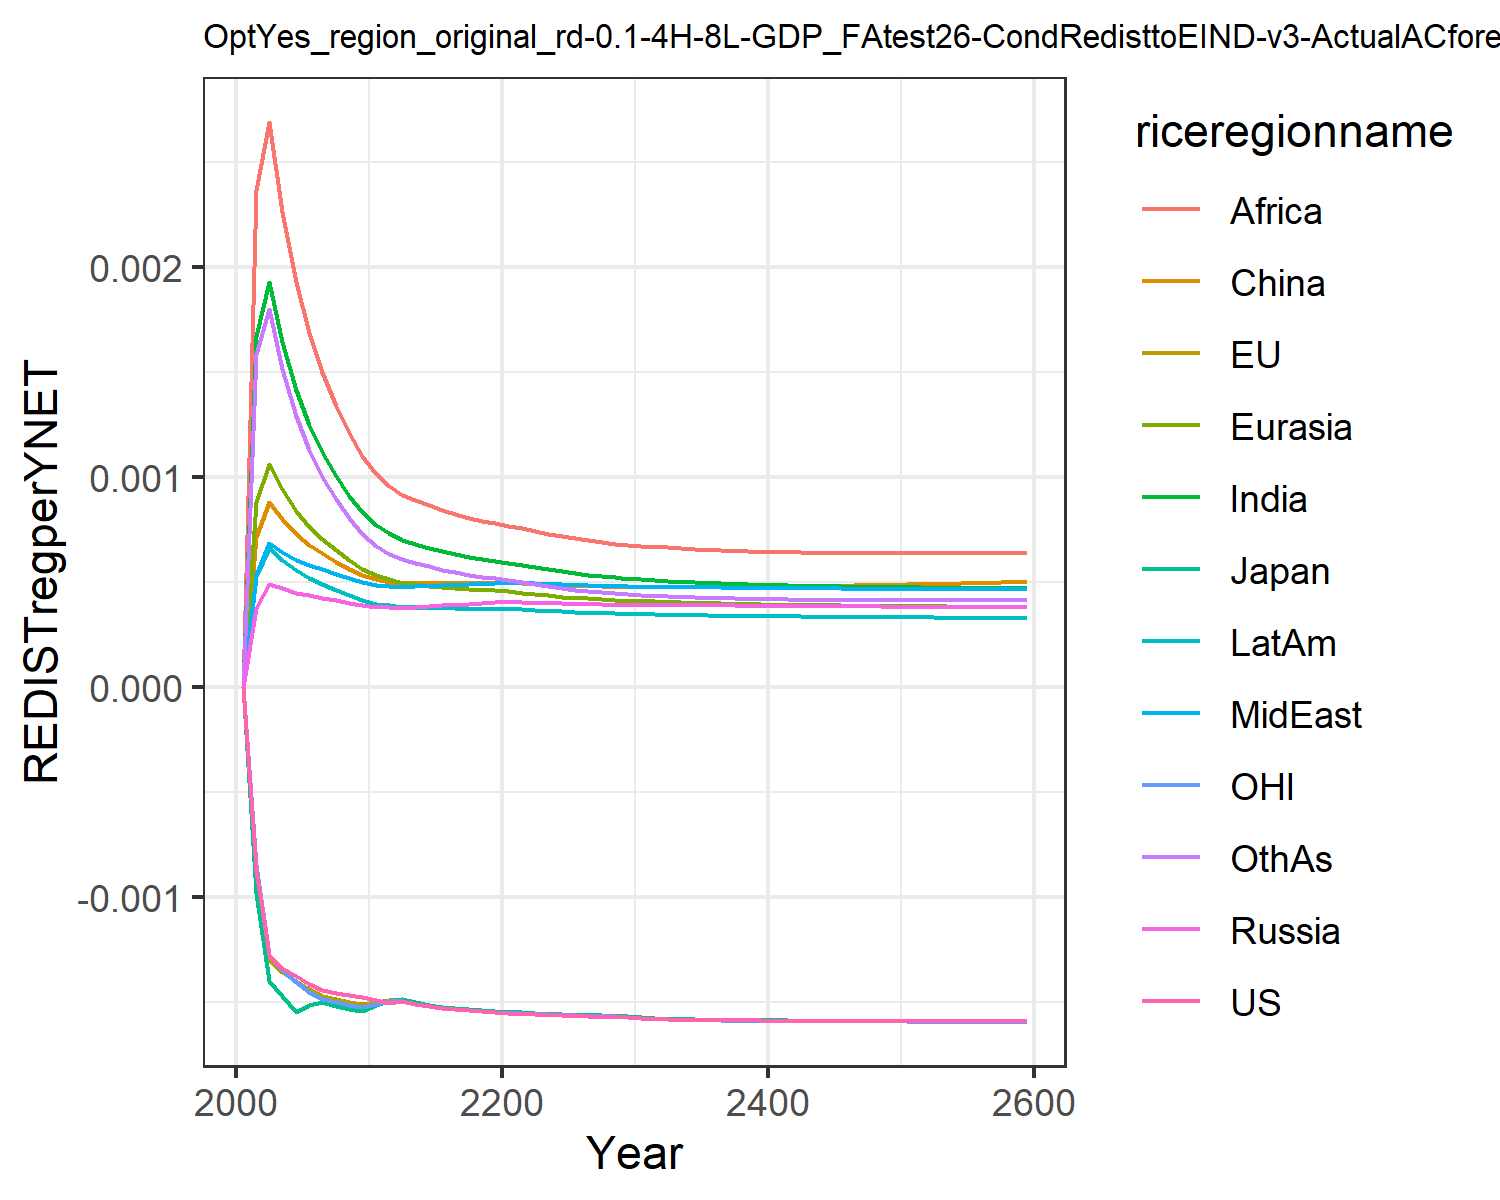 OptYes_region_original_rd-0.1-4H-8L-GDP_FAtest26-CondRedisttoEIND-v3-ActualACfore
riceregionname
Africa
China
EU
Eurasia
India
Japan
LatAm
MidEast
OHI
OthAs
Russia
US
REDISTregperYNET
0.002
0.001
0.000
-0.001
2000
2200
2400
2600
Year